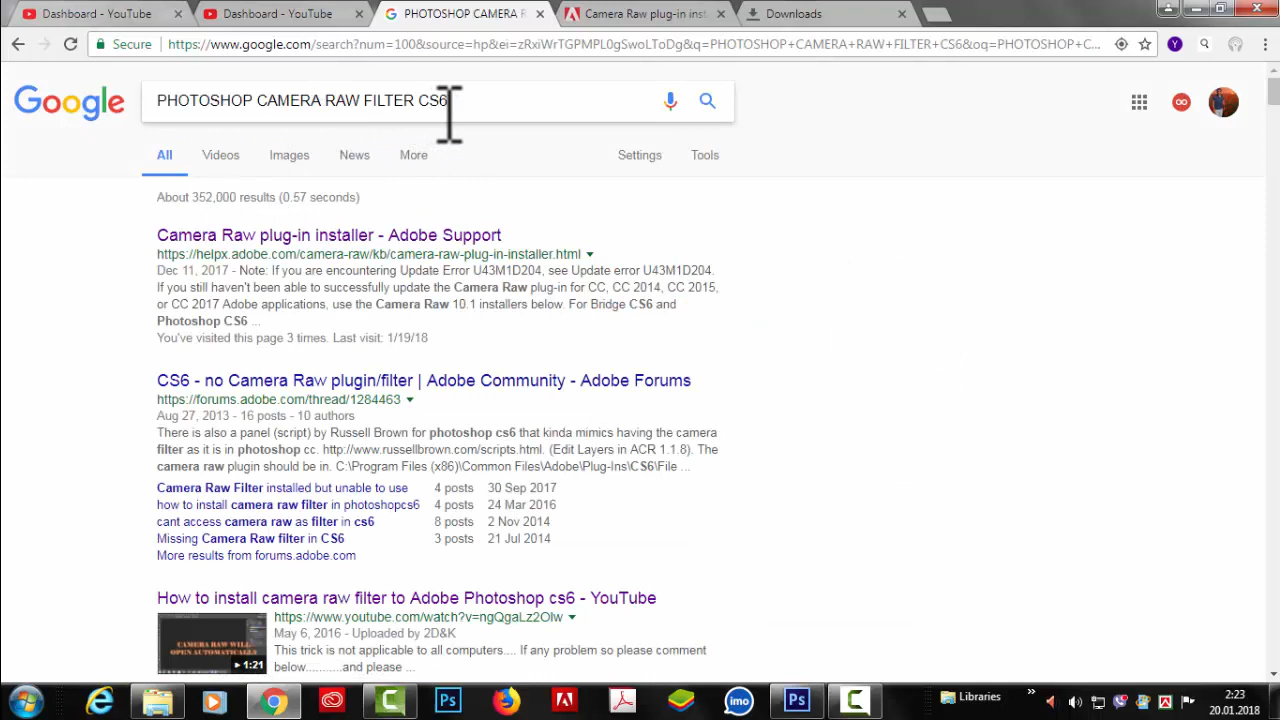 Dashboard - YouTube
Dashboard - YouTube
PHOTOSHOP CAMERA R
Camera Raw plug-in inst
Downloads
Secure https://www.google.com/search?num=100&source=hp&ei=zRxiWrTGPMPL0gSwoLToDg&q=PHOTOSHOP+CAMERA+RAW+FILTER+CS6&oq=PHOTOSHOP+C...
Google
PHOTOSHOP CAMERA RAW FILTER CS6
All Videos Images News More Settings Tools
About 352,000 results (0.57 seconds)
Camera Raw plug-in installer - Adobe Support
https://helpx.adobe.com/camera-raw/kb/camera-raw-plug-in-installer.html
Dec 11, 2017 - Note: If you are encountering Update Error U43M1D204, see Update error U43M1D204.
If you still haven't been able to successfully update the Camera Raw plug-in for CC, CC 2014, CC 2015,
or CC 2017 Adobe applications, use the Camera Raw 10.1 installers below. For Bridge CS6 and
Photoshop CS6 ...
You've visited this page 3 times. Last visit: 1/19/18
CS6 - no Camera Raw plugin/filter | Adobe Community - Adobe Forums
https://forums.adobe.com/thread/1284463
Aug 27, 2013 - 16 posts - 10 authors
There is also a panel (script) by Russell Brown for photoshop cs6 that kinda mimics having the camera
filter as it is in photoshop cc. http://www.russellbrown.com/scripts.html. (Edit Layers in ACR 1.1.8). The
camera raw plugin should be in. C:\Program Files (x86)\Common Files\Adobe\Plug-Ins\CS6\File ...
Camera Raw Filter installed but unable to use 4 posts 30 Sep 2017
how to install camera raw filter in photoshopcs6 4 posts 24 Mar 2016
cant access camera raw as filter in cs6 8 posts 2 Nov 2014
Missing Camera Raw filter in CS6 3 posts 21 Jul 2014
More results from forums.adobe.com
How to install camera raw filter to Adobe Photoshop cs6 - YouTube
https://www.youtube.com/watch?v=ngQgaLz2Olw
May 6, 2016 - Uploaded by 2D&K
This trick is not applicable to all computers.... If any problem so please comment
below..........and please ...
CAMERA RAW WILL
OPEN AUTOMATICALLY
1:21
Libraries
2:23
20.01.2018